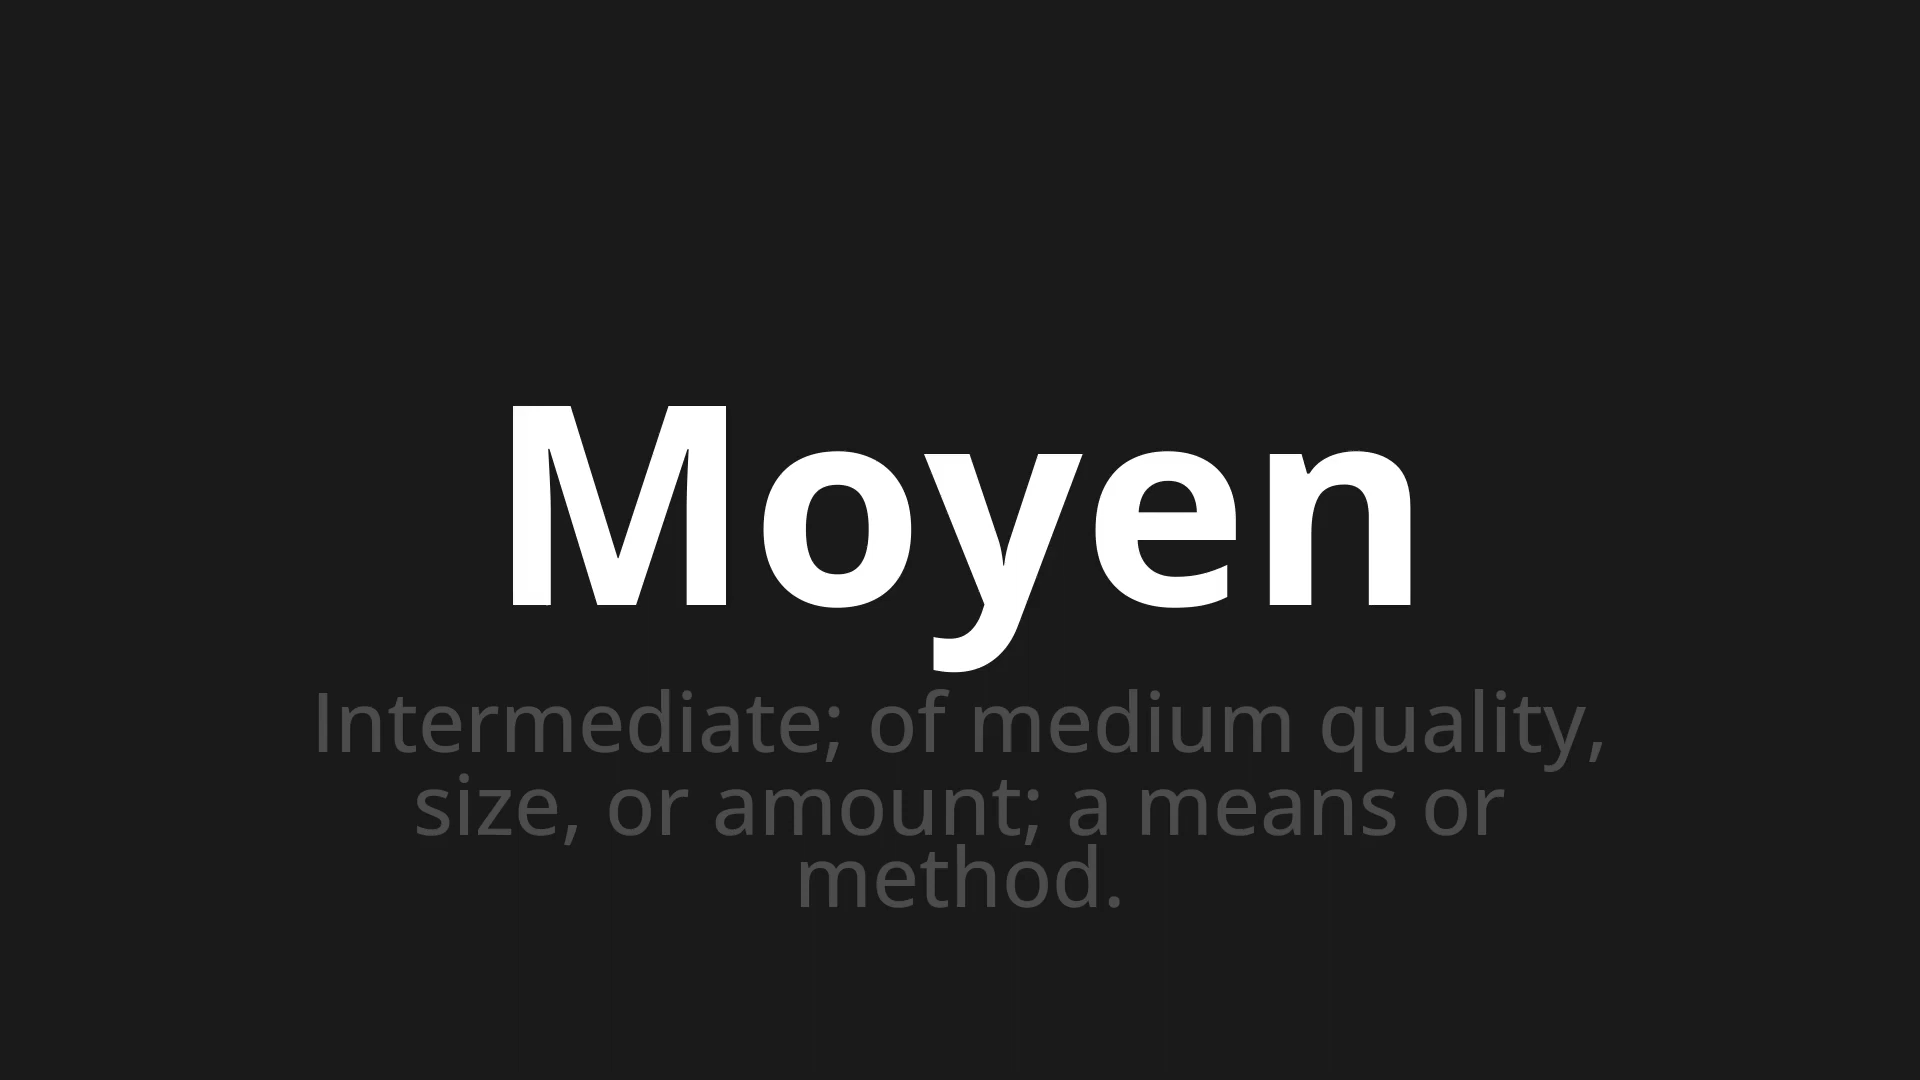 Moyen
Intermediate; of medium quality,
size, or amount; a means or
method.